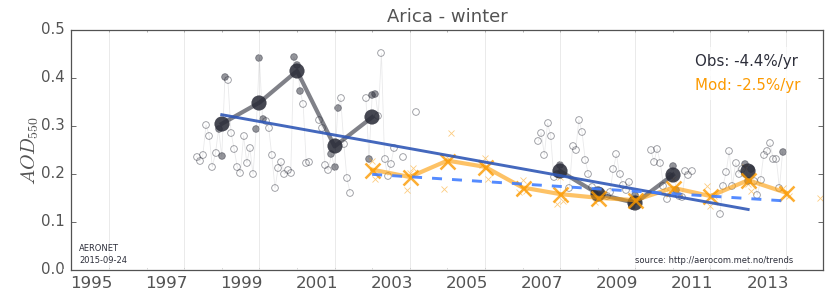 Arica - winter
Obs: -4.4%/yr
Mod: -2.5%/yr
AOD550
0.5
0.4
0.3
0.2
0.1
0.0
AERONET
2015-09-24
source: http://aerocom.met.no/trends
1995 1997 1999 2001 2003 2005 2007 2009 2011 2013